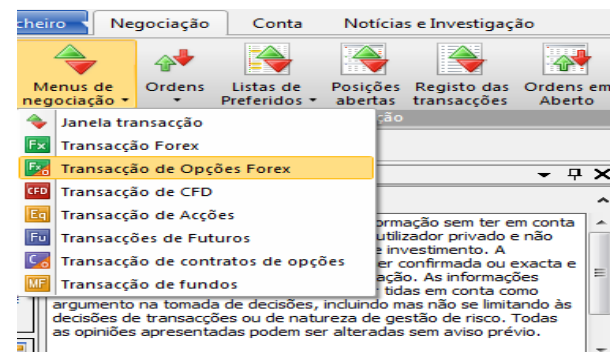 cheiro Negociação Conta Notícias e Investigação
Menus de negociação Ordens Listas de Preferidos Posições abertas Registo das transacções Ordens em Aberto
ção
Janela transacção
Fx Transacção Forex
Fx Transacção de Opções Forex
CFD Transacção de CFD
Eq Transacção de Acções
Fu Transacções de Futuros
C Transacção de contratos de opções
MF Transacção de fundos
ormação sem ter em conta
utilizador privado e não
e investimento. A
er confirmada ou exacta e
ação. As informações
tidas em conta como
argumento na tomada de decisões, incluindo mas não se limitando às
decisões de transacções ou de natureza de gestão de risco. Todas
as opiniões apresentadas podem ser alteradas sem aviso prévio.